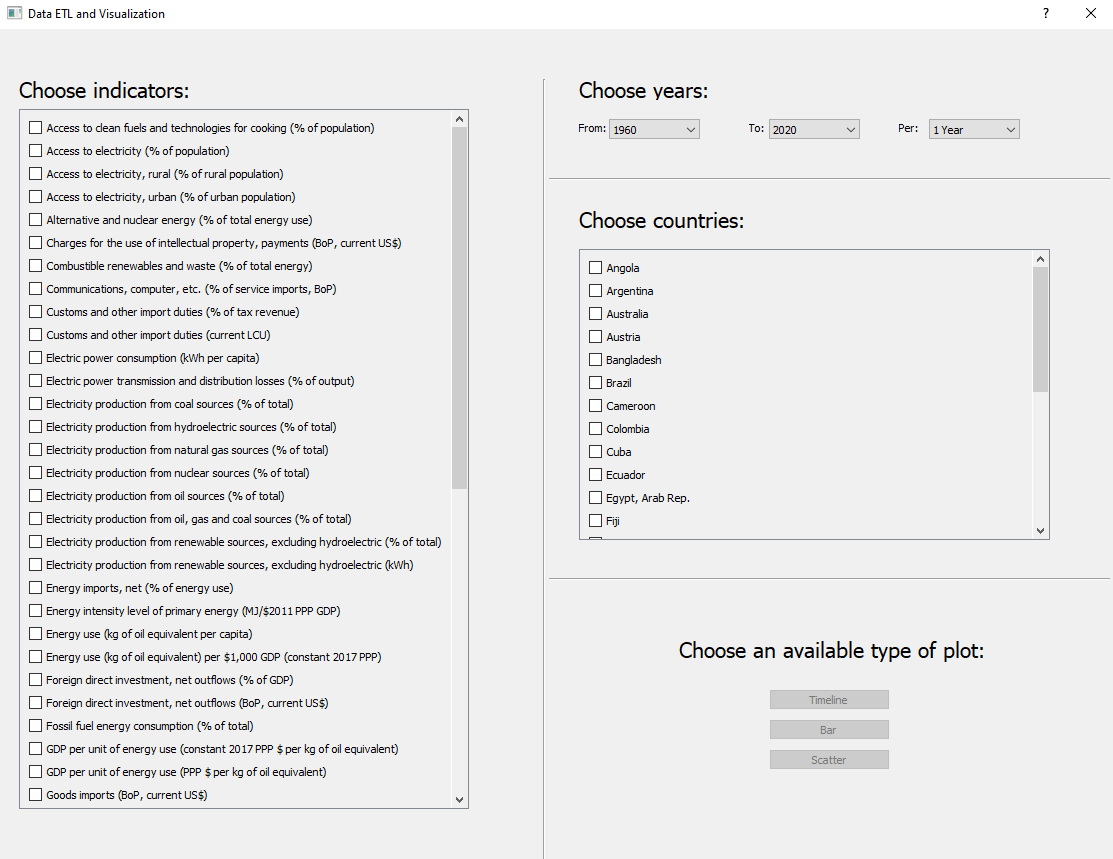 Data ETL and Visualization
?
Choose indicators:
Access to clean fuels and technologies for cooking (% of population)
Access to electricity (% of population)
Access to electricity, rural (% of rural population)
Access to electricity, urban (% of urban population)
Alternative and nuclear energy (% of total energy use)
Charges for the use of intellectual property, payments (BoP, current US$)
Combustible renewables and waste (% of total energy)
Communications, computer, etc. (% of service imports, BoP)
Customs and other import duties (% of tax revenue)
Customs and other import duties (current LCU)
Electric power consumption (kWh per capita)
Electric power transmission and distribution losses (% of output)
Electricity production from coal sources (% of total)
Electricity production from hydroelectric sources (% of total)
Electricity production from natural gas sources (% of total)
Electricity production from nuclear sources (% of total)
Electricity production from oil sources (% of total)
Electricity production from oil, gas and coal sources (% of total)
Electricity production from renewable sources, excluding hydroelectric (% of total)
Electricity production from renewable sources, excluding hydroelectric (kWh)
Energy imports, net (% of energy use)
Energy intensity level of primary energy (MJ/$2011 PPP GDP)
Energy use (kg of oil equivalent per capita)
Energy use (kg of oil equivalent) per $1,000 GDP (constant 2017 PPP)
Foreign direct investment, net outflows (% of GDP)
Foreign direct investment, net outflows (BoP, current US$)
Fossil fuel energy consumption (% of total)
GDP per unit of energy use (constant 2017 PPP $ per kg of oil equivalent)
GDP per unit of energy use (PPP $ per kg of oil equivalent)
Goods imports (BoP, current US$)
Choose years:
From: 1960 To: 2020 Per: 1 Year
Choose countries:
Angola
Argentina
Australia
Austria
Bangladesh
Brazil
Cameroon
Colombia
Cuba
Ecuador
Egypt, Arab Rep.
Fiji
Choose an available type of plot:
Timeline
Bar
Scatter